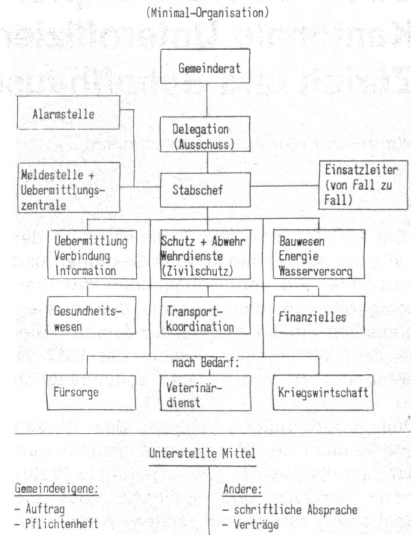 (Minimal-Organisation)
Gemeinderat
Alarmstelle
Delegation
(Ausschuss)
Meldestelle +
Uebermittlungs-
zentrale
Stabschef
Einsatzleiter
(von Fall zu
Fall)
Uebermittlung
Verbindung
Information
Schutz + Abwehr
Wehrdienste
(Zivilschutz)
Bauwesen
Energie
Wasserversorg
Gesundheits-
wesen
Transport-
koordination
Finanzielles
nach Bedarf:
Fürsorge
Veterinär-
dienst
Kriegswirtschaft
Unterstellte Mittel
Gemeindeeigene:
- Auftrag
- Pflichtenheft
Andere:
- schriftliche Absprache
- Verträge